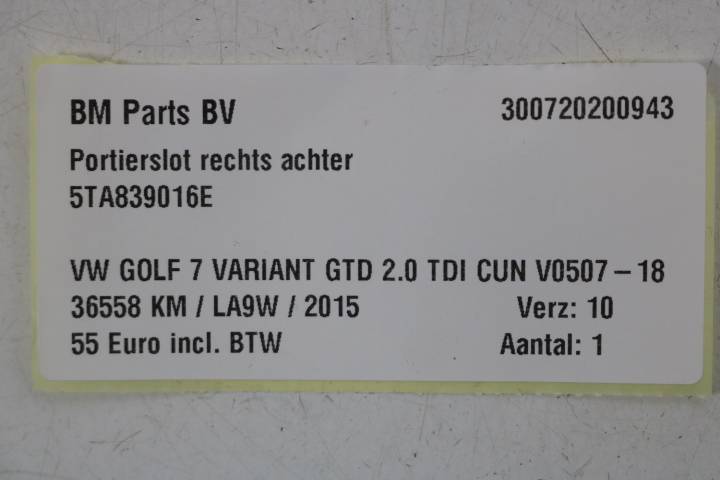 BM Parts BV 300720200943
Portierslot rechts achter
5TA839016E
VW GOLF 7 VARIANT GTD 2.0 TDI CUN V0507 – 18
36558 KM / LA9W / 2015 Verz: 10
55 Euro incl. BTW Aantal: 1